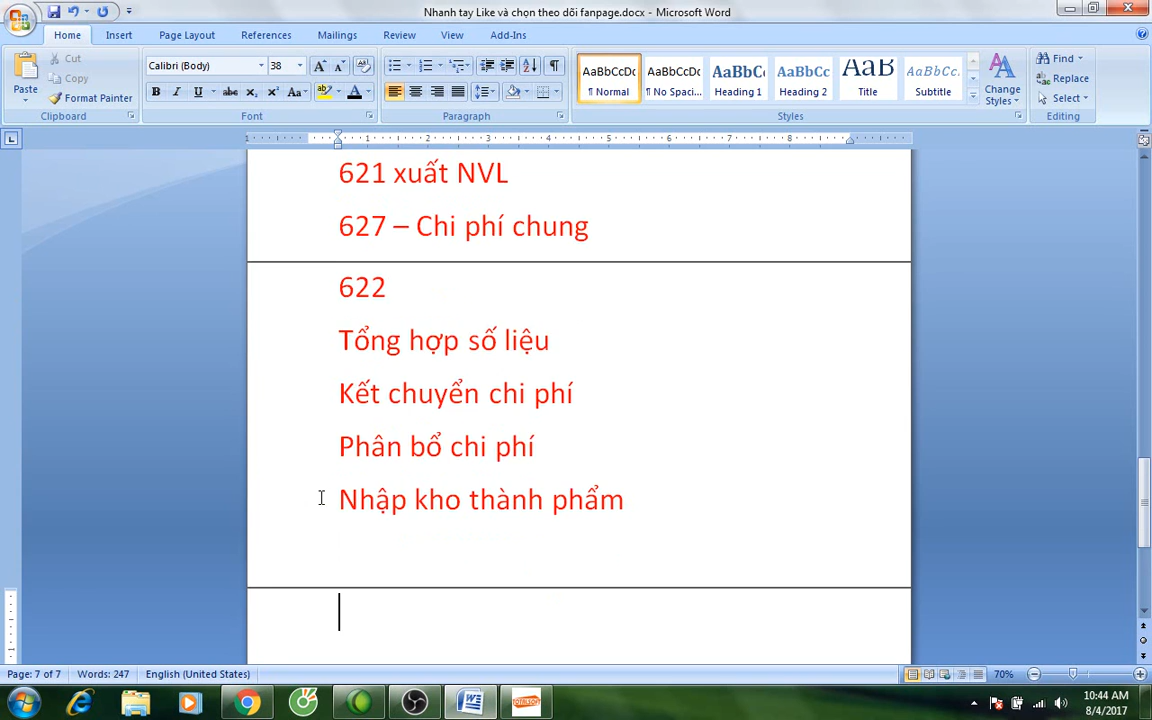 Nhanh tay Like và chọn theo dõi fanpage.docx - Microsoft Word
Home Insert Page Layout References Mailings Review View Add-Ins
Paste
Cut
Copy
Format Painter
Clipboard
Calibri (Body) 38
Font
Paragraph
AaBbCcDc AaBbCcDc AaBbC AaBbCc AaB AaBbCc.
¶ Normal ¶ No Spaci... Heading 1 Heading 2 Title Subtitle
Change Styles
Styles
Find
Replace
Select
Editing
621 xuất NVL
627 – Chi phí chung
622
Tổng hợp số liệu
Kết chuyển chi phí
Phân bổ chi phí
Nhập kho thành phẩm
Page: 7 of 7 Words: 247 English (United States) 70%
10:44 AM
8/4/2017